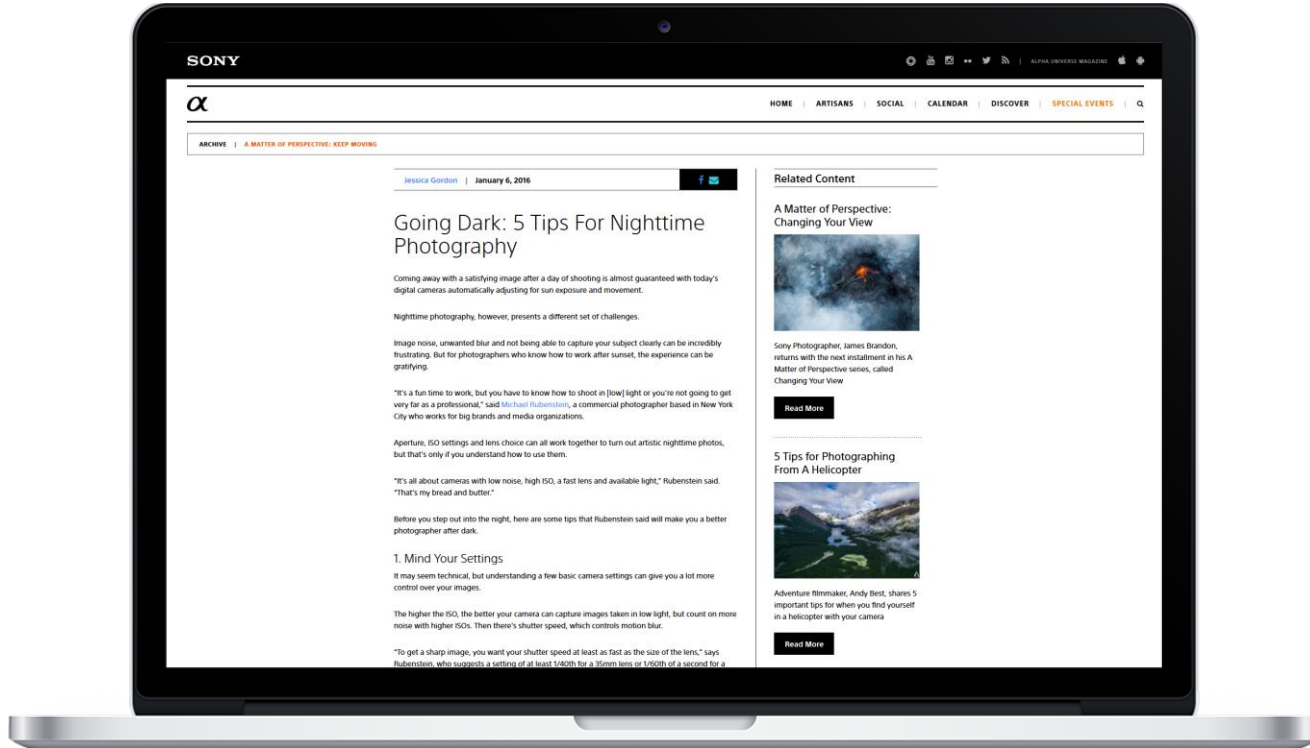 SONY
ALPHA UNIVERSE MAGAZINE
α
HOME | ARTISANS | SOCIAL | CALENDAR | DISCOVER | SPECIAL EVENTS |
ARCHIVE | A MATTER OF PERSPECTIVE: KEEP MOVING
Jessica Gordon | January 6, 2016
Going Dark: 5 Tips For Nighttime
Photography
Coming away with a satisfying image after a day of shooting is almost guaranteed with today's
digital cameras automatically adjusting for sun exposure and movement.
Nighttime photography, however, presents a different set of challenges.
Image noise, unwanted blur and not being able to capture your subject clearly can be incredibly
frustrating. But for photographers who know how to work after sunset, the experience can be
gratifying.
"It's a fun time to work, but you have to know how to shoot in [low] light or you're not going to get
very far as a professional," said Michael Rubenstein, a commercial photographer based in New York
City who works for big brands and media organizations.
Aperture, ISO settings and lens choice can all work together to turn out artistic nighttime photos,
but that's only if you understand how to use them.
"It's all about cameras with low noise, high ISO, a fast lens and available light," Rubenstein said.
"That's my bread and butter."
Before you step out into the night, here are some tips that Rubenstein said will make you a better
photographer after dark.
1. Mind Your Settings
It may seem technical, but understanding a few basic camera settings can give you a lot more
control over your images.
The higher the ISO, the better your camera can capture images taken in low light, but count on more
noise with higher ISOs. Then there's shutter speed, which controls motion blur.
"To get a sharp image, you want your shutter speed at least as fast as the size of the lens," says
Rubenstein, who suggests a setting of at least 1/40th for a 35mm lens or 1/60th of a second for a
Related Content
A Matter of Perspective:
Changing Your View
Sony Photographer, James Brandon,
returns with the next installment in his A
Matter of Perspective series, called
Changing Your View
Read More
5 Tips for Photographing
From A Helicopter
Adventure filmmaker, Andy Best, shares 5
important tips for when you find yourself
in a helicopter with your camera
Read More